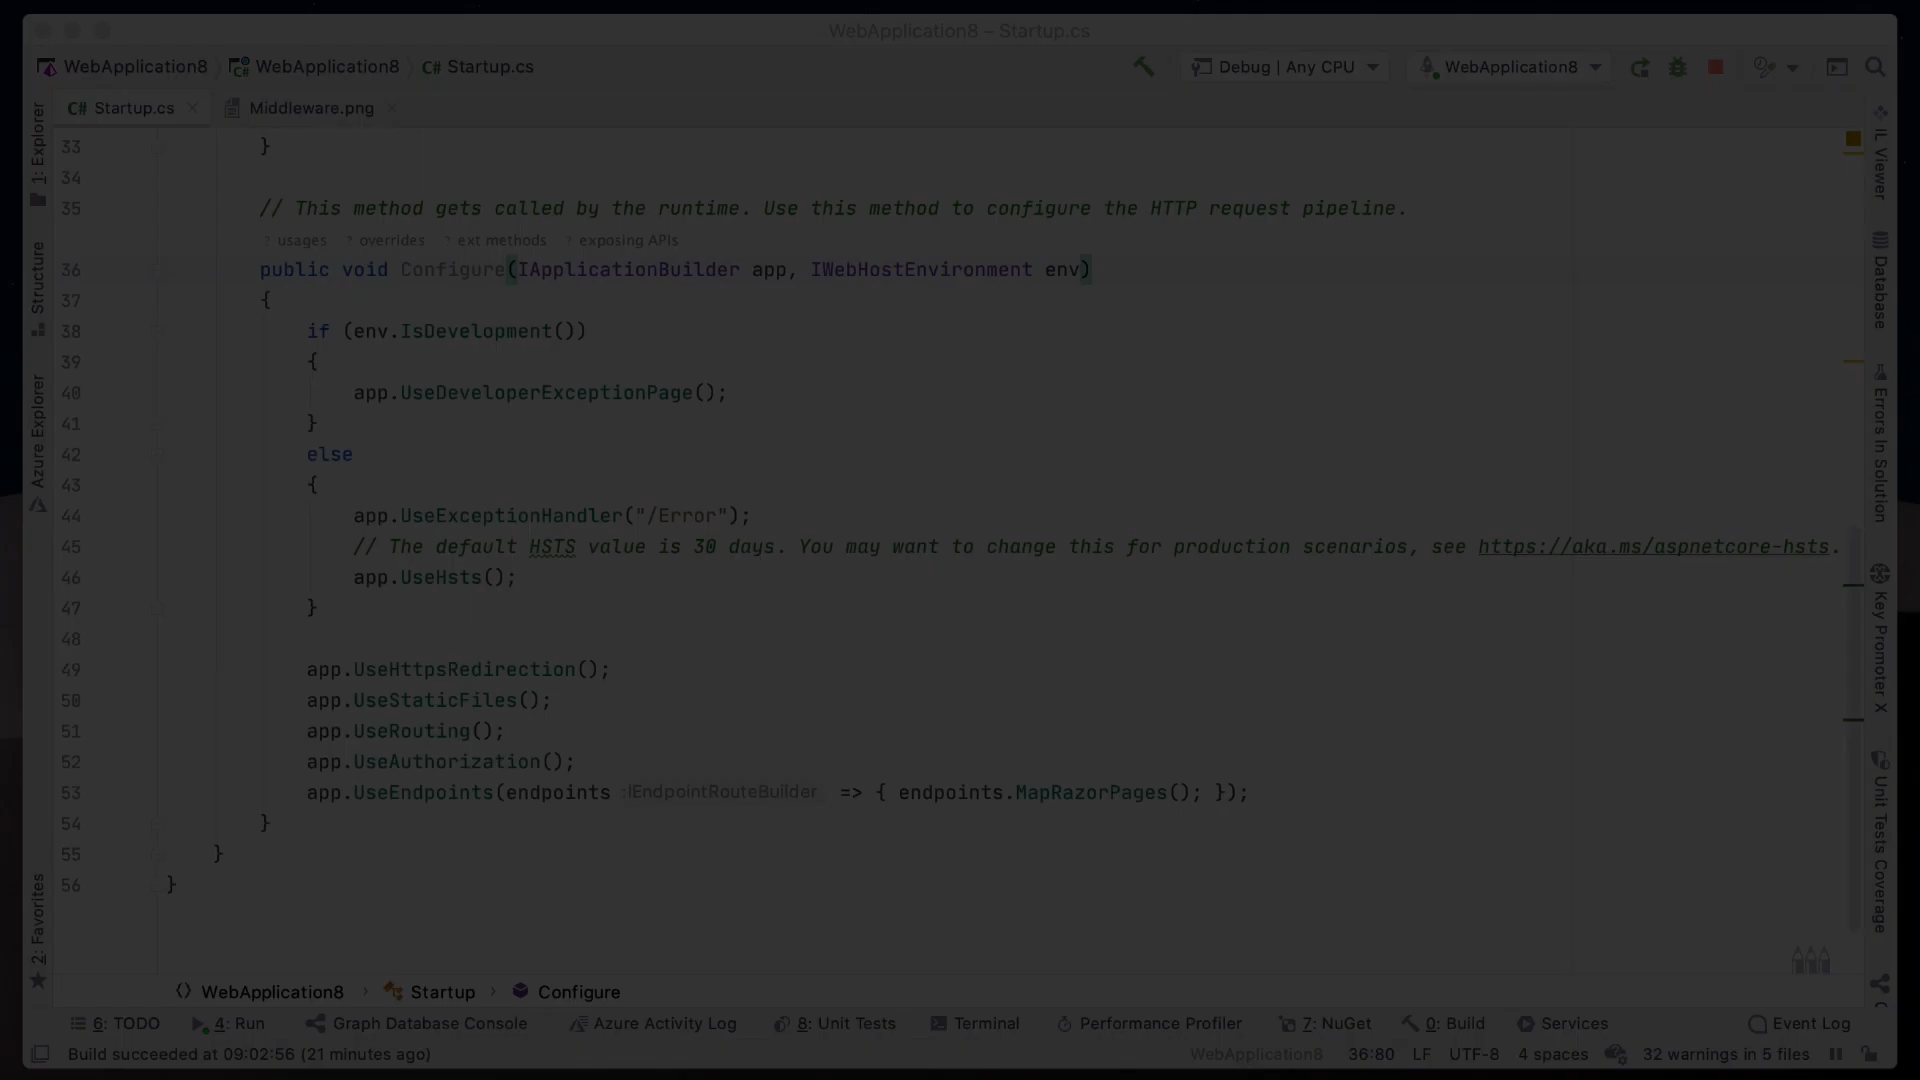 WebApplication8 – Startup.cs
WebApplication8 WebApplication8 C# Startup.cs Debug | Any CPU WebApplication8
C# Startup.cs Middleware.png
1: Explorer
Structure
Azure Explorer
2: Favorites
33 }
34
35 // This method gets called by the runtime. Use this method to configure the HTTP request pipeline.
? usages ? overrides ? ext methods ? exposing APIs
36 public void Configure(IApplicationBuilder app, IWebHostEnvironment env)
37 {
38 if (env.IsDevelopment())
39 {
40 app.UseDeveloperExceptionPage();
41 }
42 else
43 {
44 app.UseExceptionHandler("/Error");
45 // The default HSTS value is 30 days. You may want to change this for production scenarios, see https://aka.ms/aspnetcore-hsts.
46 app.UseHsts();
47 }
48
49 app.UseHttpsRedirection();
50 app.UseStaticFiles();
51 app.UseRouting();
52 app.UseAuthorization();
53 app.UseEndpoints(endpoints :IEndpointRouteBuilder => { endpoints.MapRazorPages(); });
54 }
55 }
56 }
IL Viewer
Database
Errors In Solution
Key Promoter X
Unit Tests Coverage
WebApplication8 › Startup › Configure
6: TODO 4: Run Graph Database Console Azure Activity Log 8: Unit Tests Terminal Performance Profiler 7: NuGet 0: Build Services Event Log
Build succeeded at 09:02:56 (21 minutes ago) WebApplication8 36:80 LF UTF-8 4 spaces 32 warnings in 5 files